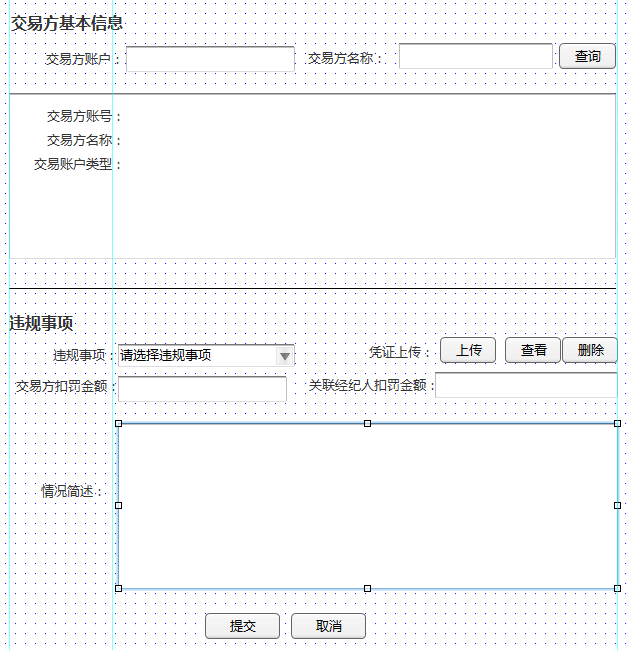 交易方基本信息
交易方账户： 交易方名称： 查询
交易方账号：
交易方名称：
交易账户类型：
违规事项
违规事项： 请选择违规事项 凭证上传： 上传 查看 删除
交易方扣罚金额： 关联经纪人扣罚金额：
情况简述：
提交 取消